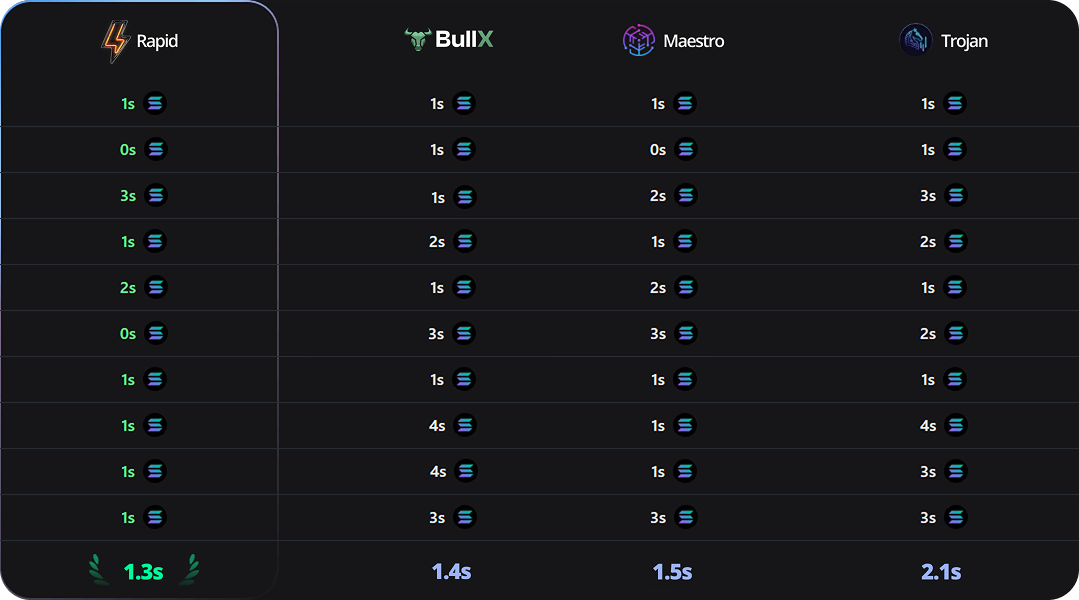 Rapid BullX Maestro Trojan
1s 1s 1s 1s
0s 1s 0s 1s
3s 1s 2s 3s
1s 2s 1s 2s
2s 1s 2s 1s
0s 3s 3s 2s
1s 1s 1s 1s
1s 4s 1s 4s
1s 4s 1s 3s
1s 3s 3s 3s
1.3s 1.4s 1.5s 2.1s